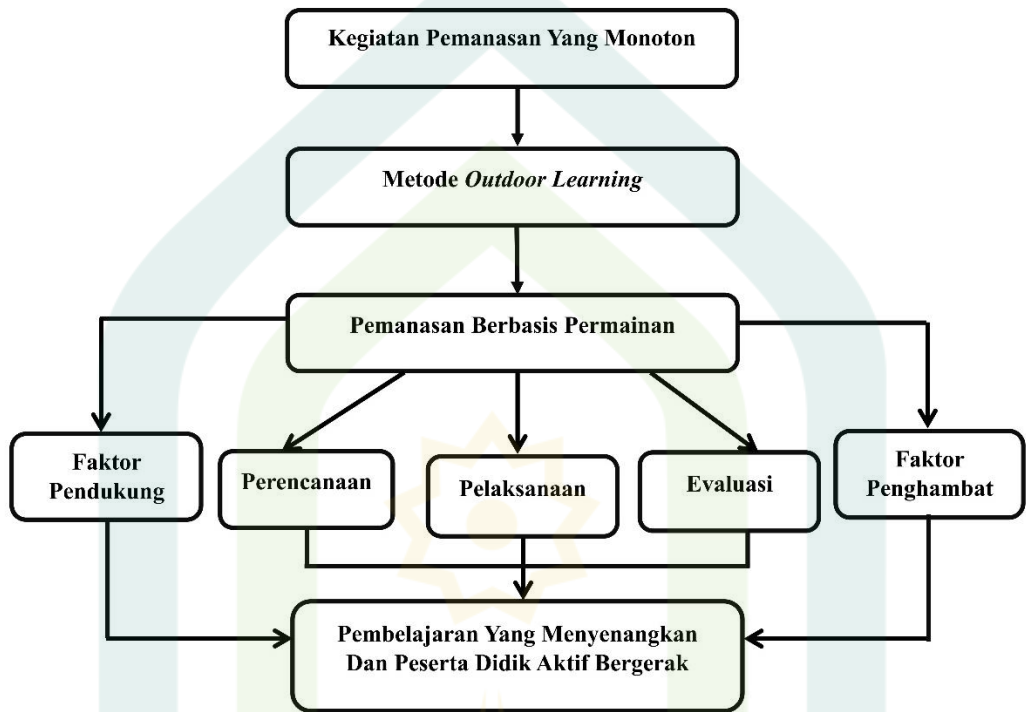 Kegiatan Pemanasan Yang Monoton
Metode Outdoor Learning
Pemanasan Berbasis Permainan
Faktor
Pendukung
Perencanaan
Pelaksanaan
Evaluasi
Faktor
Penghambat
Pembelajaran Yang Menyenangkan
Dan Peserta Didik Aktif Bergerak